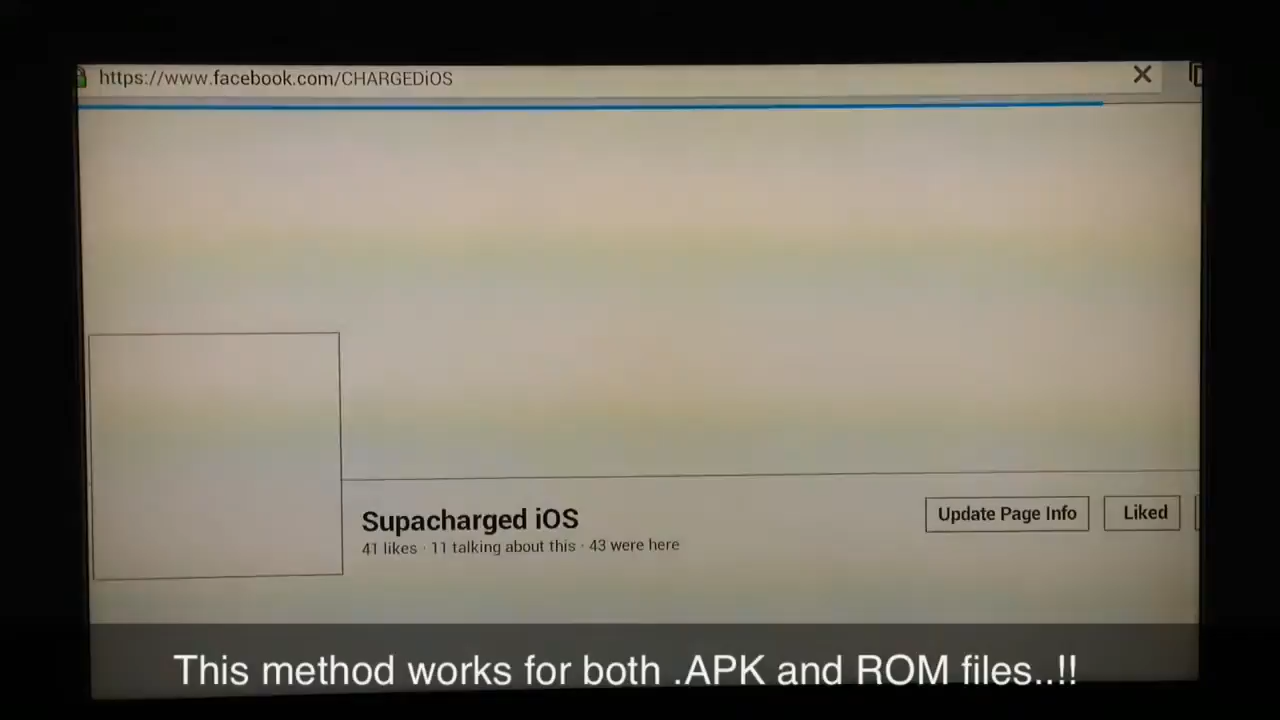 https://www.facebook.com/CHARGEDiOS
Supacharged iOS
Update Page Info
Liked
41 likes · 11 talking about this · 43 were here
This method works for both .APK and ROM files..!!